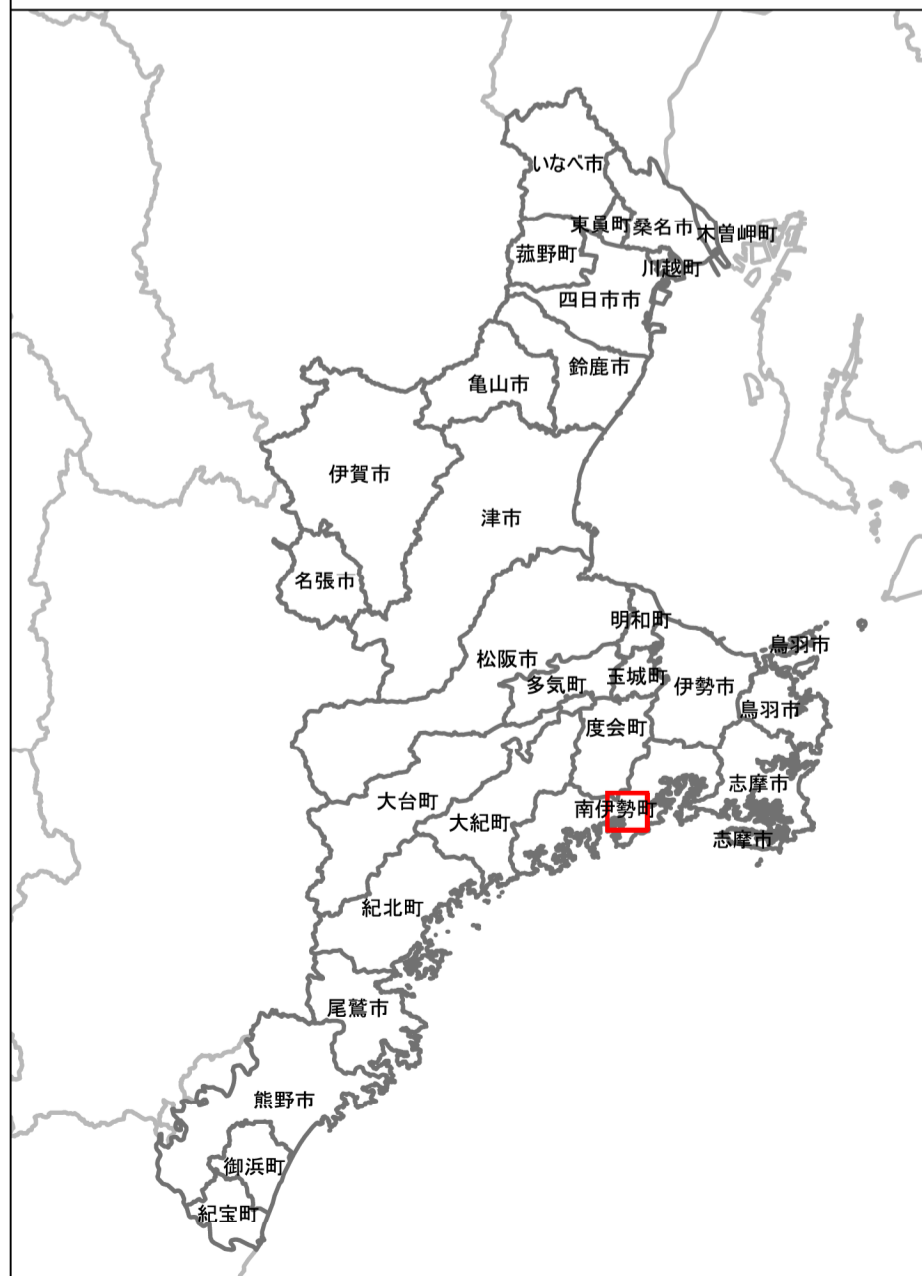 いなべ市
東員町
桑名市
木曽岬町
菰野町
川越町
四日市市
鈴鹿市
亀山市
伊賀市
津市
名張市
明和町
鳥羽市
松阪市
玉城町
多気町
伊勢市
鳥羽市
度会町
志摩市
大台町
南伊勢町
大紀町
志摩市
紀北町
尾鷲市
熊野市
御浜町
紀宝町